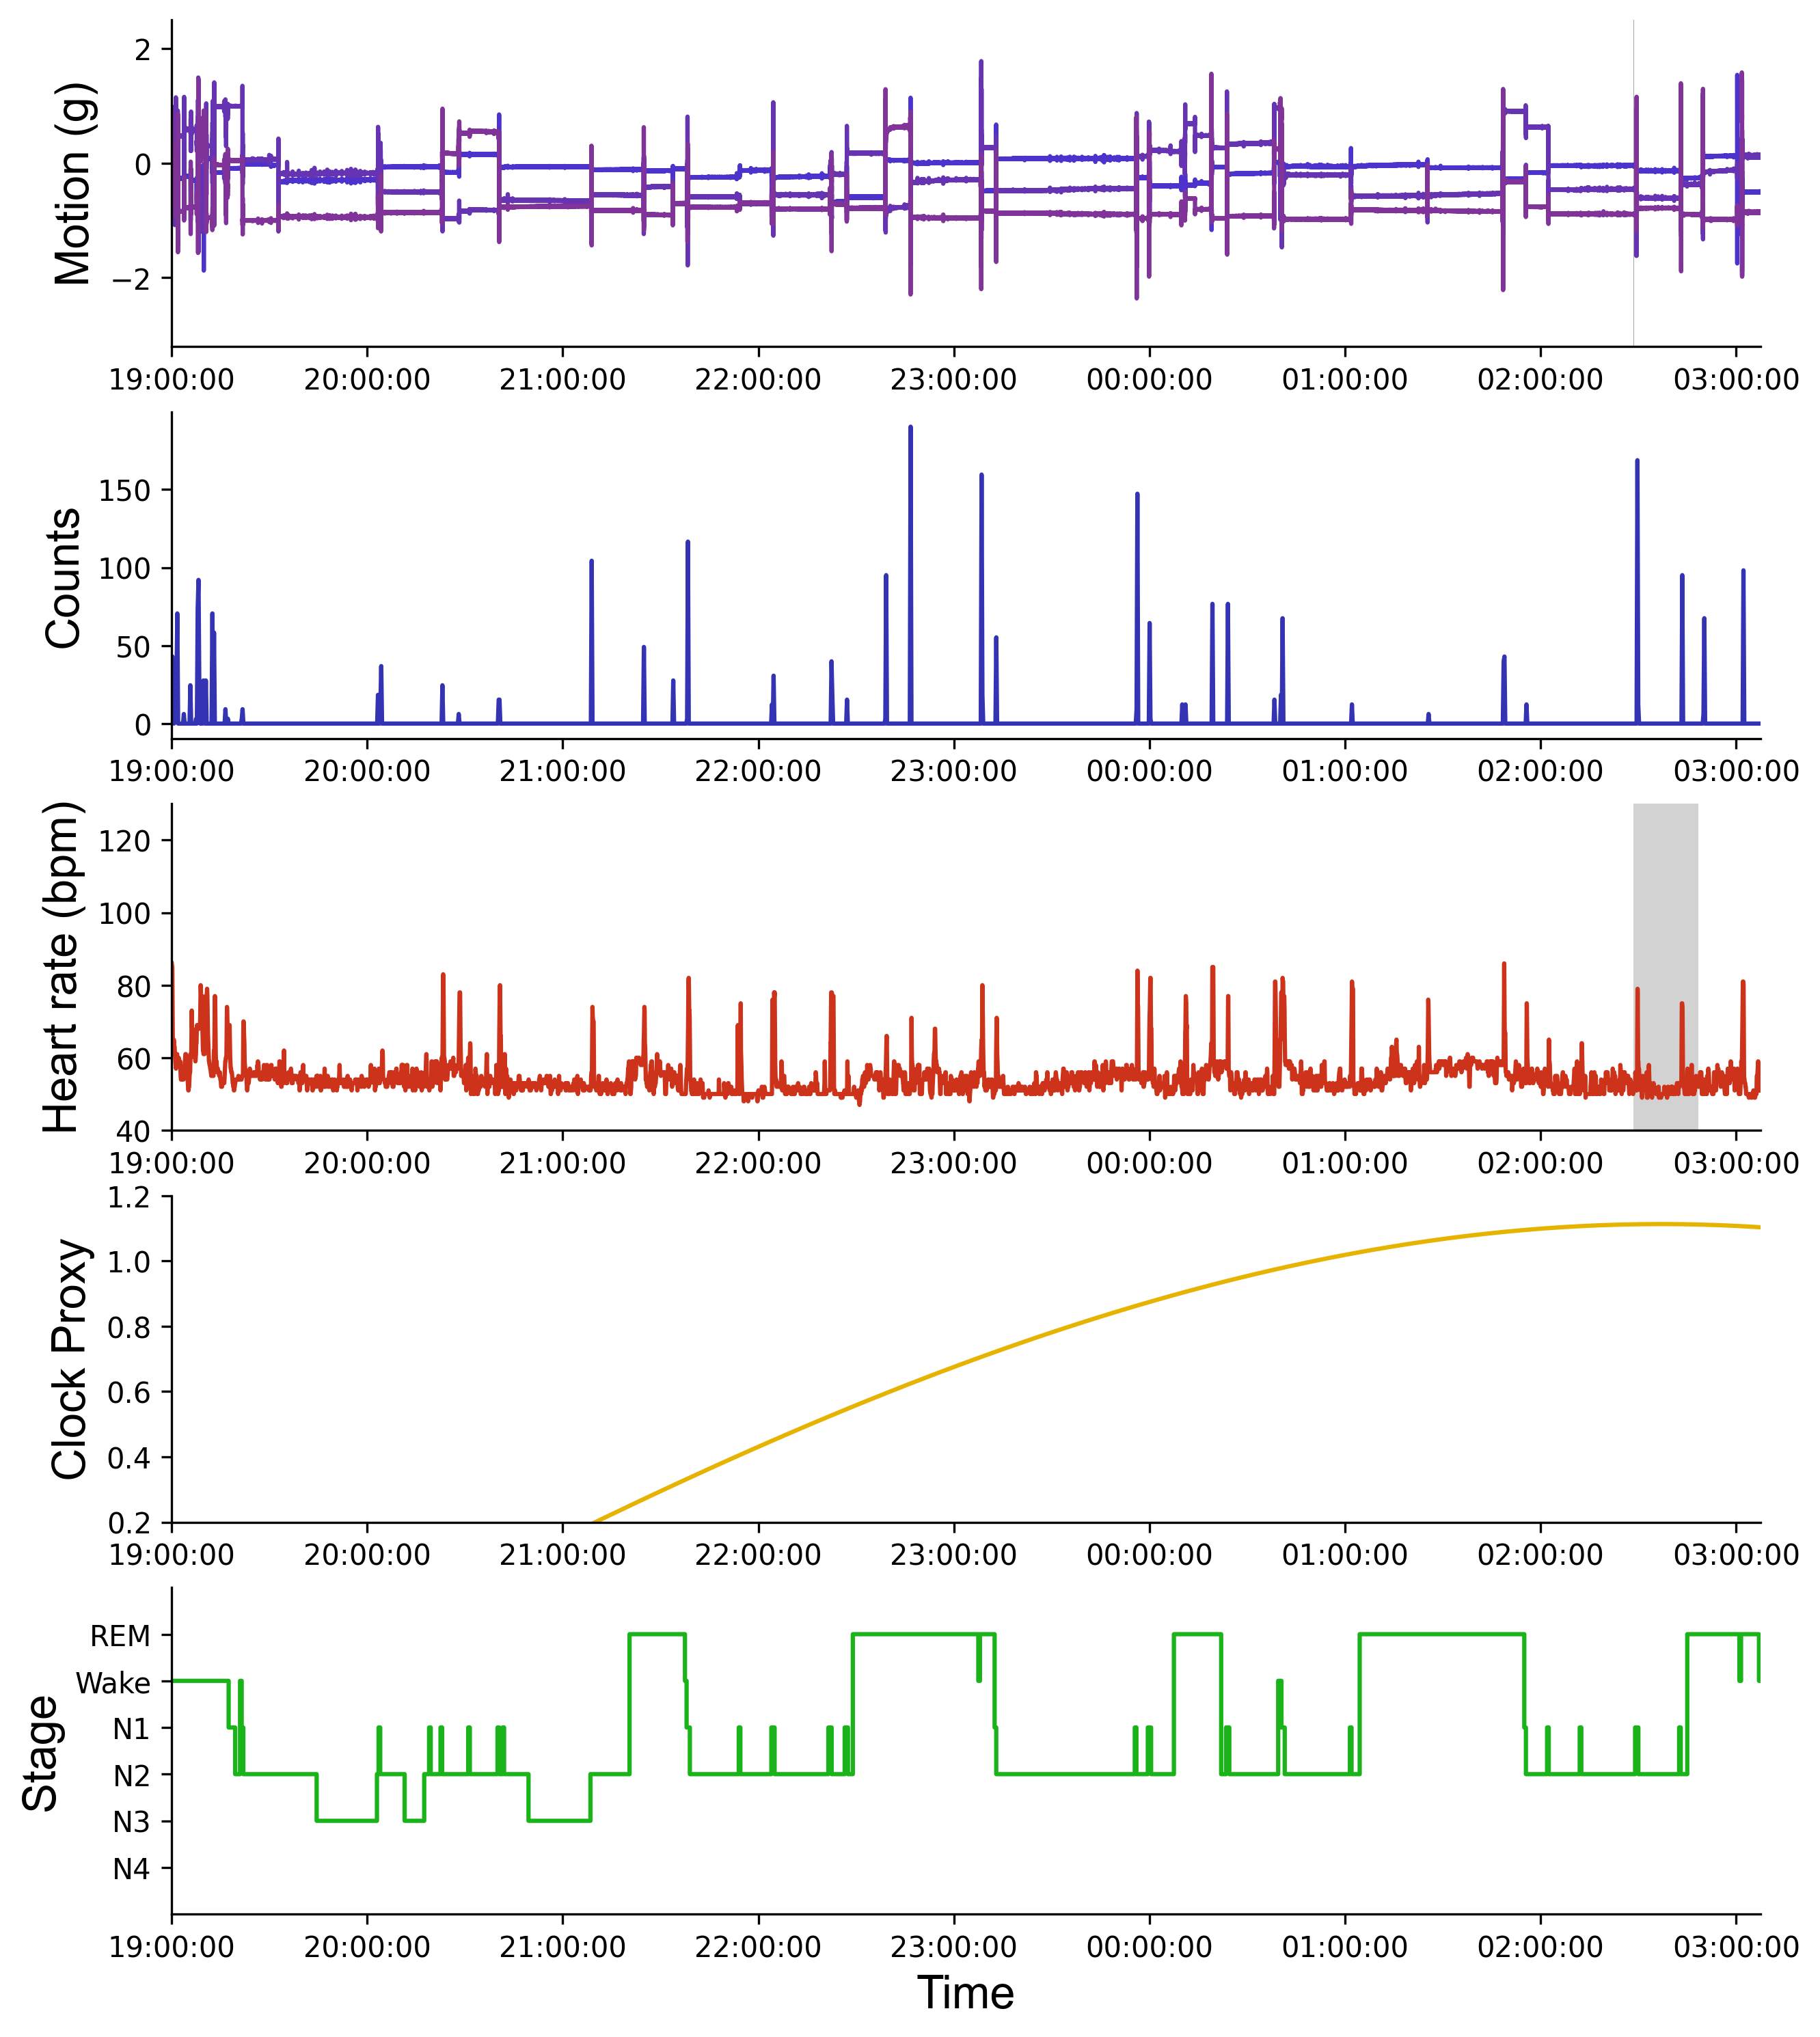 Motion (g)
2
0
−2
19:00:00 20:00:00 21:00:00 22:00:00 23:00:00 00:00:00 01:00:00 02:00:00 03:00:00
Counts
150
100
50
0
19:00:00 20:00:00 21:00:00 22:00:00 23:00:00 00:00:00 01:00:00 02:00:00 03:00:00
Heart rate (bpm)
120
100
80
60
40
19:00:00 20:00:00 21:00:00 22:00:00 23:00:00 00:00:00 01:00:00 02:00:00 03:00:00
Clock Proxy
1.2
1.0
0.8
0.6
0.4
0.2
19:00:00 20:00:00 21:00:00 22:00:00 23:00:00 00:00:00 01:00:00 02:00:00 03:00:00
Stage
REM
Wake
N1
N2
N3
N4
19:00:00 20:00:00 21:00:00 22:00:00 23:00:00 00:00:00 01:00:00 02:00:00 03:00:00
Time